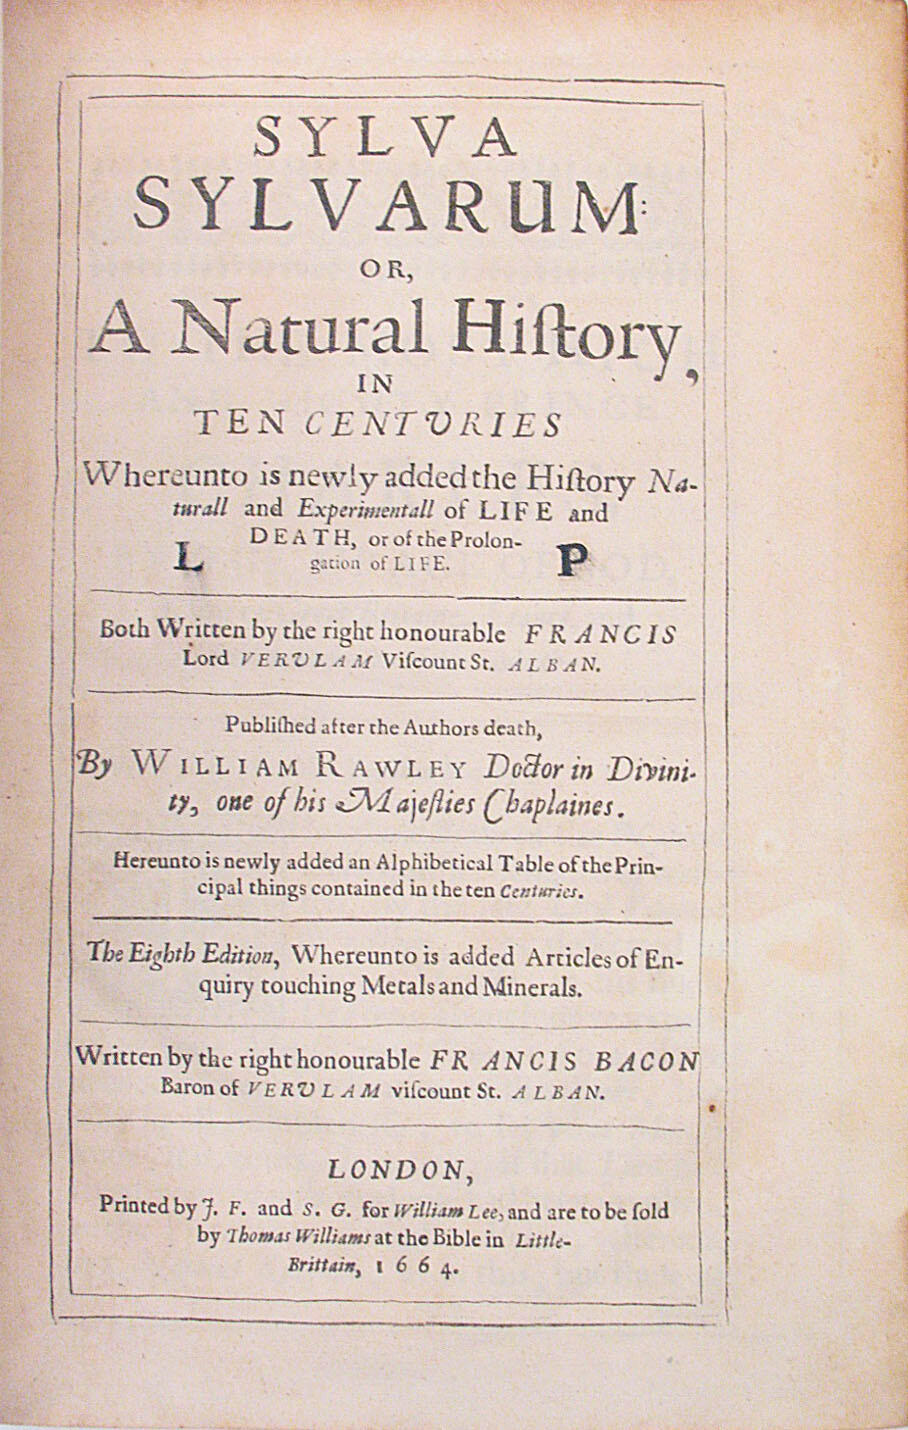 SYLVA
SYLVARUM:
OR,
A Natural Hiſtory,
IN
TEN CENTURIES
Whereunto is newly added the Hiſtory Na-
turall and Experimentall of LIFE and
DEATH, or of the Prolon-
L gation of LIFE. P
Both Written by the right honourable FRANCIS
Lord VERULAM Viſcount St. ALBAN.
Publiſhed after the Authors death,
By WILLIAM RAWLEY Doctor in Divini-
ty, one of his Majeſties Chaplaines.
Hereunto is newly added an Alphibetical Table of the Prin-
cipal things contained in the ten Centuries.
The Eighth Edition, Whereunto is added Articles of En-
quiry touching Metals and Minerals.
Written by the right honourable FRANCIS BACON
Baron of VERULAM viſcount St. ALBAN.
LONDON,
Printed by J. F. and S. G. for William Lee, and are to be ſold
by Thomas Williams at the Bible in Little-
Brittain, 1664.